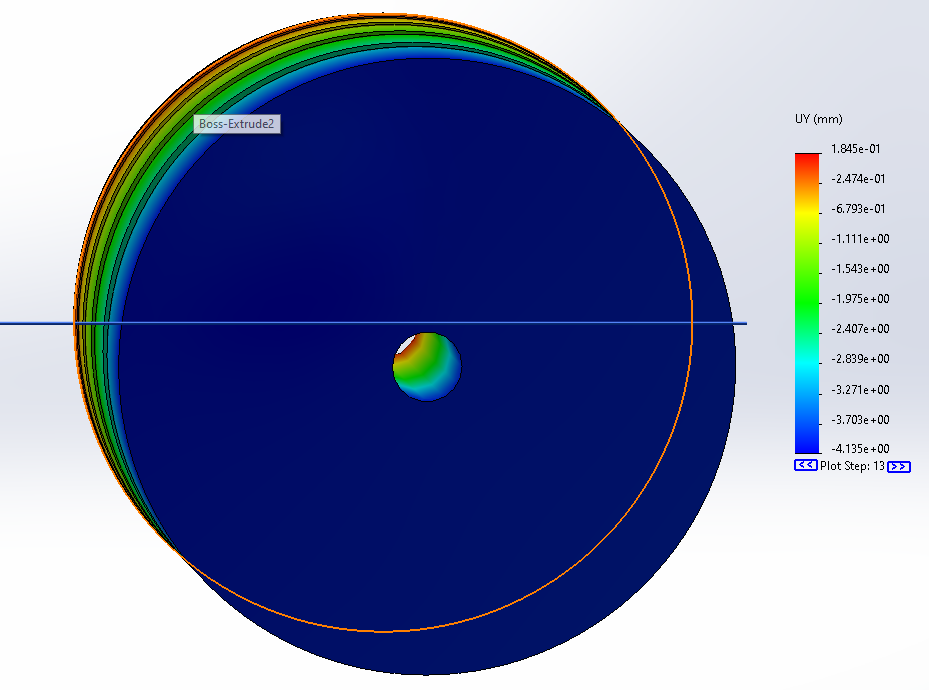 Boss-Extrude2
UY (mm)
1.845e-01
-2.474e-01
-6.793e-01
-1.111e+00
-1.543e+00
-1.975e+00
-2.407e+00
-2.839e+00
-3.271e+00
-3.703e+00
-4.135e+00
<< Plot Step: 13 >>